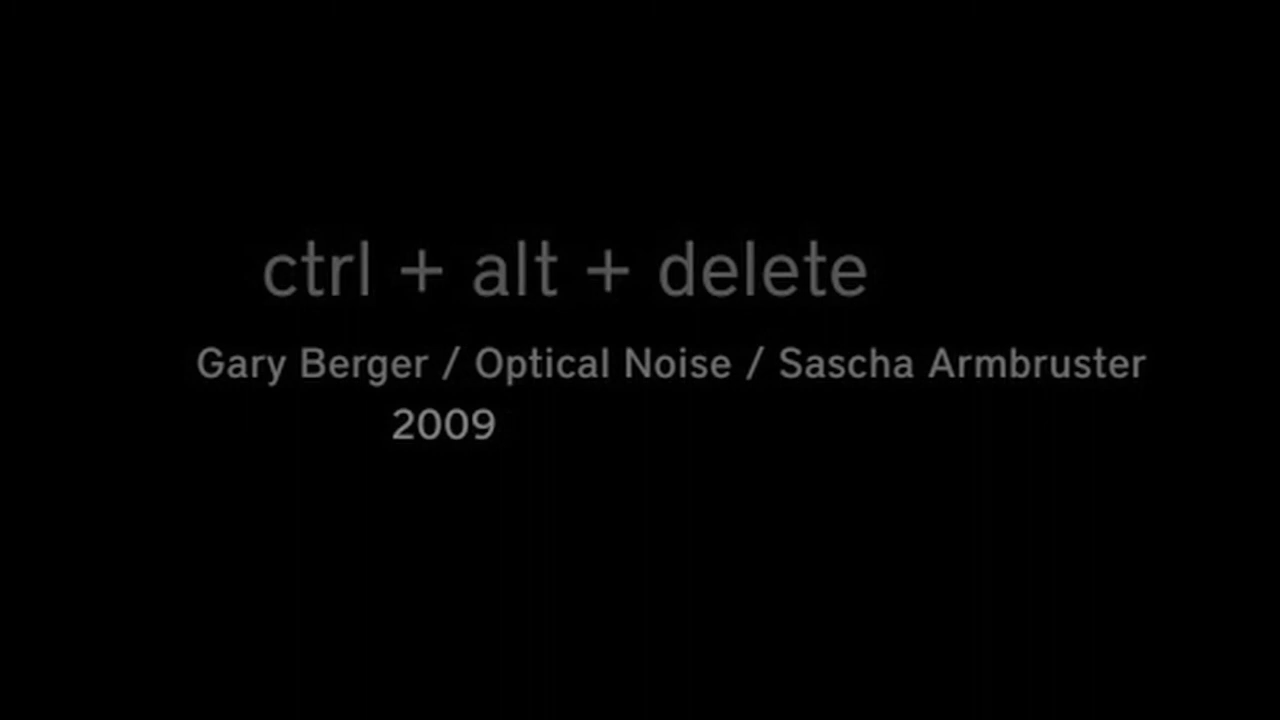 ctrl + alt + delete
Gary Berger / Optical Noise / Sascha Armbruster
2009